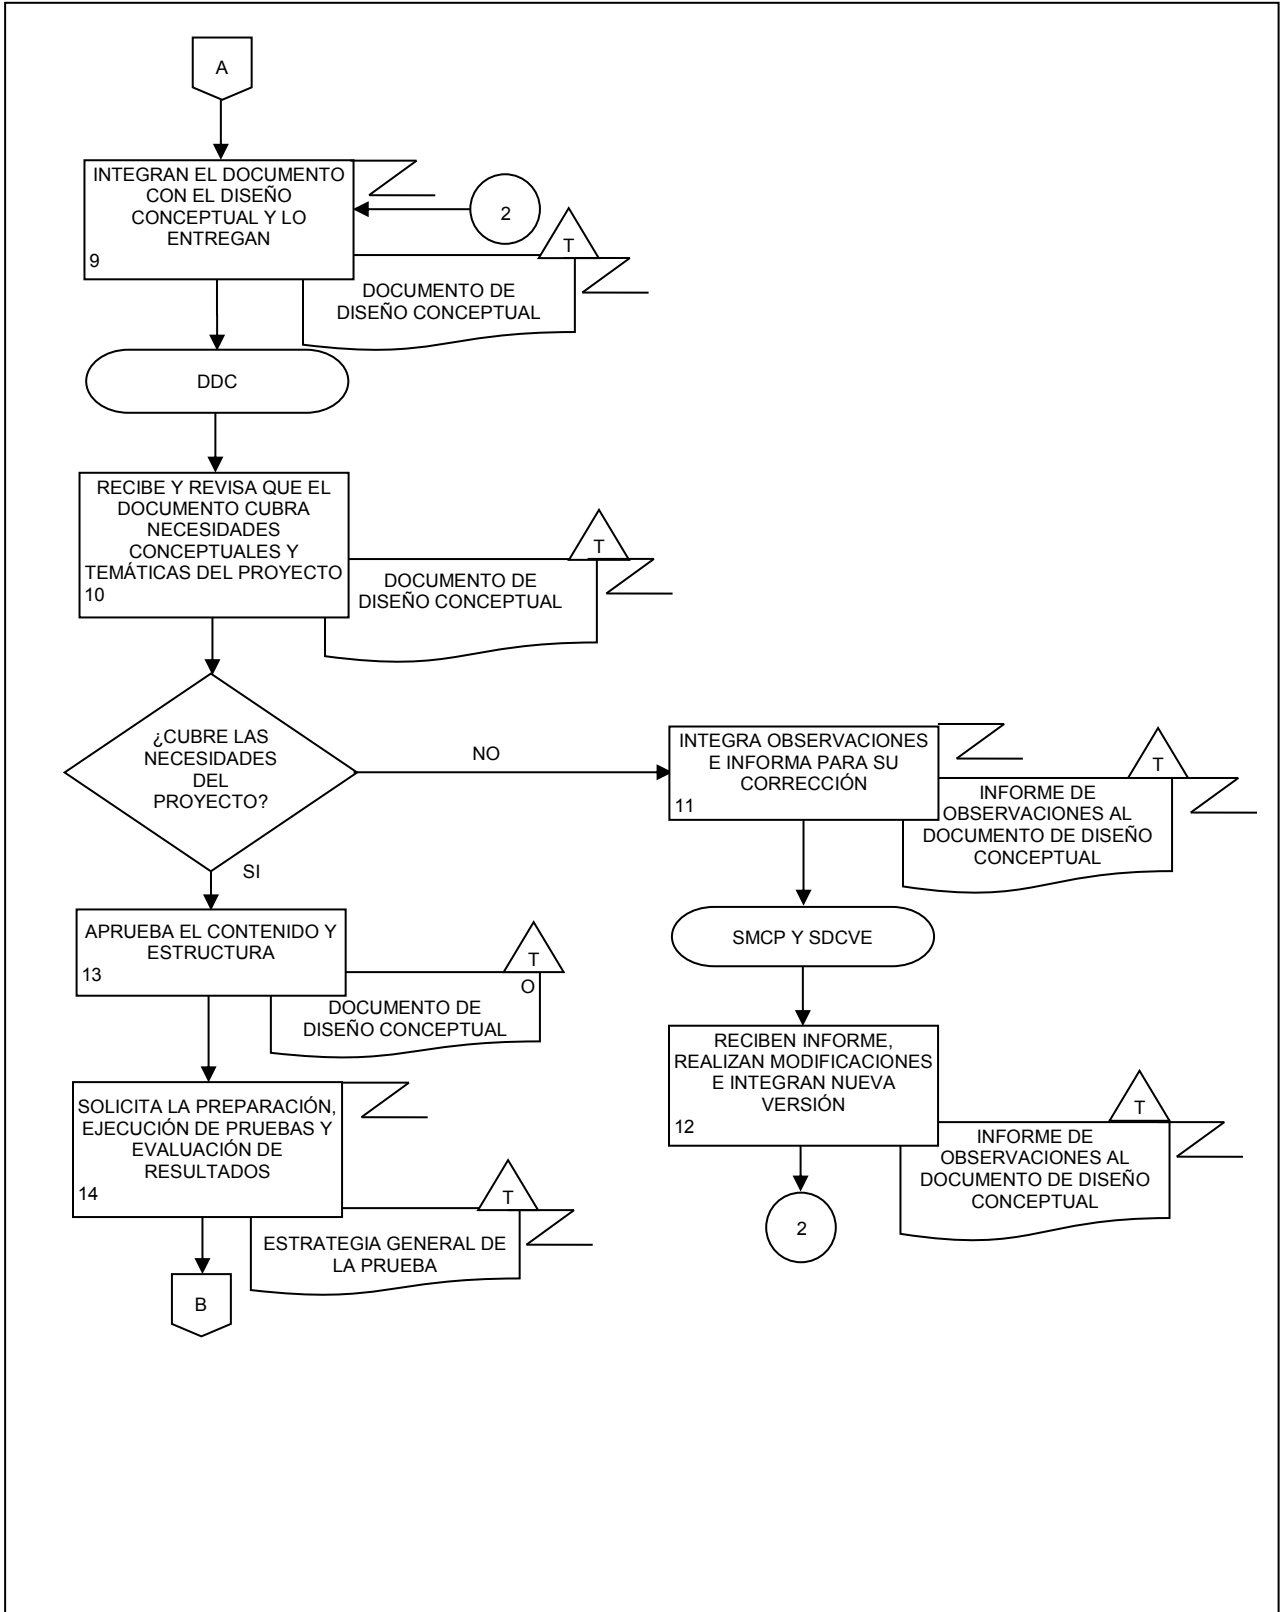 A
INTEGRAN EL DOCUMENTO
CON EL DISEÑO
CONCEPTUAL Y LO
ENTREGAN
9
2
T
DOCUMENTO DE
DISEÑO CONCEPTUAL
DDC
RECIBE Y REVISA QUE EL
DOCUMENTO CUBRA
NECESIDADES
CONCEPTUALES Y
TEMÁTICAS DEL PROYECTO
10
T
DOCUMENTO DE
DISEÑO CONCEPTUAL
¿CUBRE LAS
NECESIDADES
DEL
PROYECTO?
NO
INTEGRA OBSERVACIONES
E INFORMA PARA SU
CORRECCIÓN
11
T
INFORME DE
OBSERVACIONES AL
DOCUMENTO DE DISEÑO
CONCEPTUAL
SMCP Y SDCVE
RECIBEN INFORME,
REALIZAN MODIFICACIONES
E INTEGRAN NUEVA
VERSIÓN
12
T
INFORME DE
OBSERVACIONES AL
DOCUMENTO DE DISEÑO
CONCEPTUAL
2
SI
APRUEBA EL CONTENIDO Y
ESTRUCTURA
13
T
O
DOCUMENTO DE
DISEÑO CONCEPTUAL
SOLICITA LA PREPARACIÓN,
EJECUCIÓN DE PRUEBAS Y
EVALUACIÓN DE
RESULTADOS
14
T
ESTRATEGIA GENERAL DE
LA PRUEBA
B